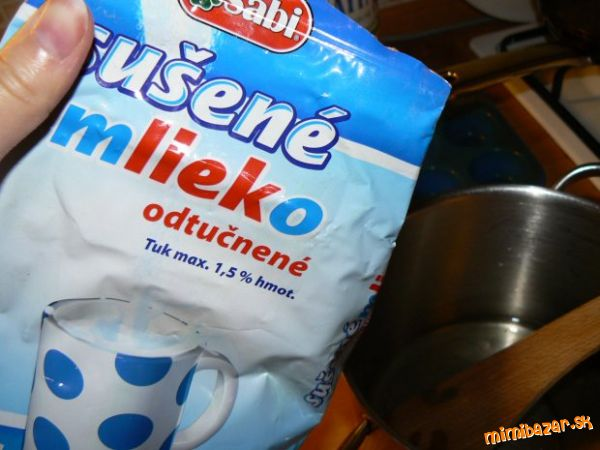 Sabi
sušené
mlieko
odtučnené
Tuk max. 1,5 % hmot.
mimibazar.sk